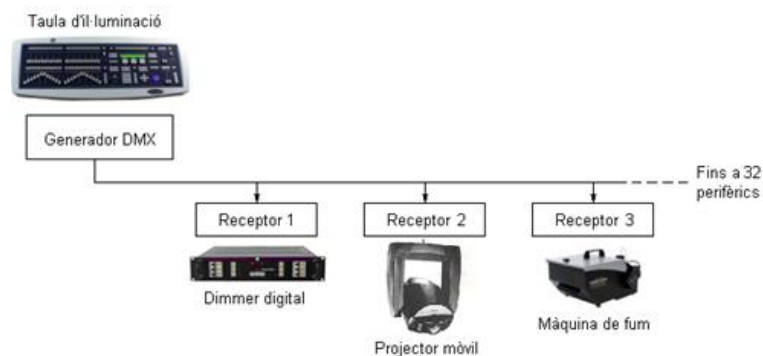 Taula d'il·luminació
Generador DMX
Fins a 32
perifèrics
Receptor 1
Receptor 2
Receptor 3
Dimmer digital
Projector mòvil
Màquina de fum